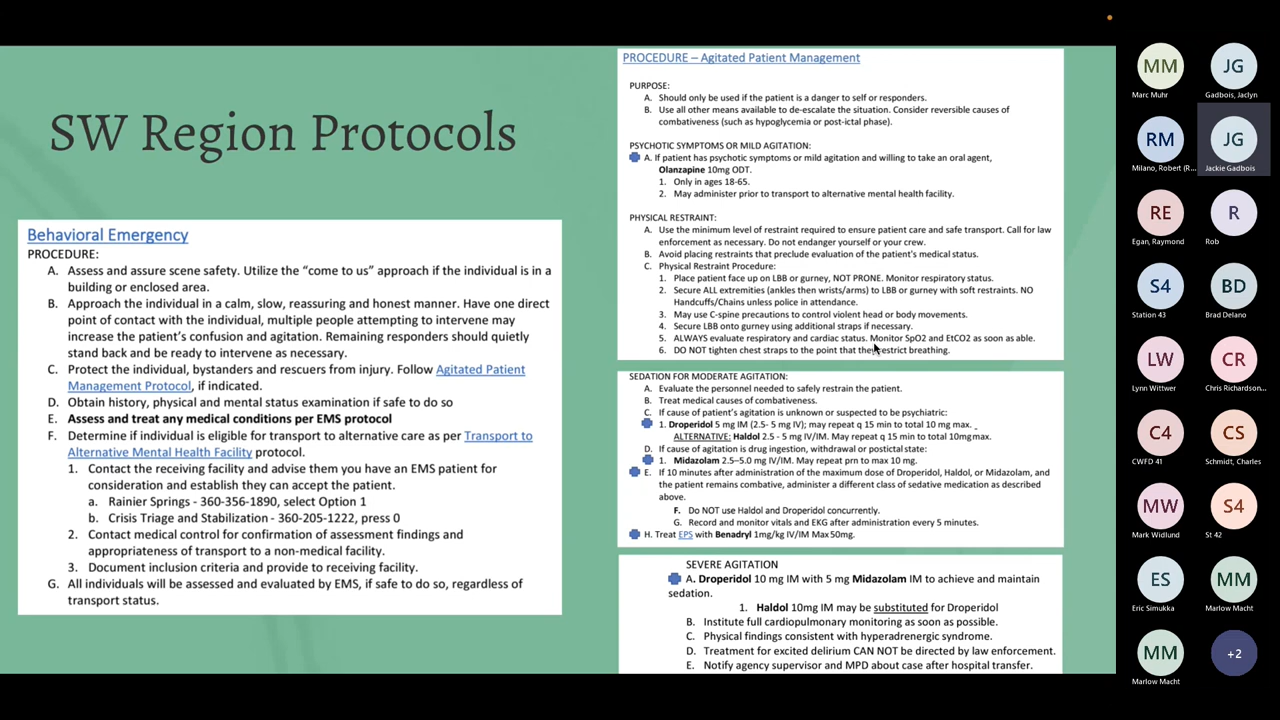 SW Region Protocols
Behavioral Emergency
PROCEDURE:
A. Assess and assure scene safety. Utilize the “come to us” approach if the individual is in a
building or enclosed area.
B. Approach the individual in a calm, slow, reassuring and honest manner. Have one direct
point of contact with the individual, multiple people attempting to intervene may
increase the patient’s confusion and agitation. Remaining responders should quietly
stand back and be ready to intervene as necessary.
C. Protect the individual, bystanders and rescuers from injury. Follow Agitated Patient
Management Protocol, if indicated.
D. Obtain history, physical and mental status examination if safe to do so
E. Assess and treat any medical conditions per EMS protocol
F. Determine if individual is eligible for transport to alternative care as per Transport to
Alternative Mental Health Facility protocol.
1. Contact the receiving facility and advise them you have an EMS patient for
consideration and establish they can accept the patient.
a. Rainier Springs - 360-356-1890, select Option 1
b. Crisis Triage and Stabilization - 360-205-1222, press 0
2. Contact medical control for confirmation of assessment findings and
appropriateness of transport to a non-medical facility.
3. Document inclusion criteria and provide to receiving facility.
G. All individuals will be assessed and evaluated by EMS, if safe to do so, regardless of
transport status.
PROCEDURE – Agitated Patient Management
PURPOSE:
A. Should only be used if the patient is a danger to self or responders.
B. Use all other means available to de-escalate the situation. Consider reversible causes of
combativeness (such as hypoglycemia or post-ictal phase).
PSYCHOTIC SYMPTOMS OR MILD AGITATION:
A. If patient has psychotic symptoms or mild agitation and willing to take an oral agent,
Olanzapine 10mg ODT.
1. Only in ages 18-65.
2. May administer prior to transport to alternative mental health facility.
PHYSICAL RESTRAINT:
A. Use the minimum level of restraint required to ensure patient care and safe transport. Call for law
enforcement as necessary. Do not endanger yourself or your crew.
B. Avoid placing restraints that preclude evaluation of the patient's medical status.
C. Physical Restraint Procedure:
1. Place patient face up on LBB or gurney, NOT PRONE. Monitor respiratory status.
2. Secure ALL extremities (ankles then wrists/arms) to LBB or gurney with soft restraints. NO
Handcuffs/Chains unless police in attendance.
3. May use C-spine precautions to control violent head or body movements.
4. Secure LBB onto gurney using additional straps if necessary.
5. ALWAYS evaluate respiratory and cardiac status. Monitor SpO2 and EtCO2 as soon as able.
6. DO NOT tighten chest straps to the point that they restrict breathing.
SEDATION FOR MODERATE AGITATION:
A. Evaluate the personnel needed to safely restrain the patient.
B. Treat medical causes of combativeness.
C. If cause of patient's agitation is unknown or suspected to be psychiatric:
1. Droperidol 5 mg IM (2.5- 5 mg IV); may repeat q 15 min to total 10 mg max.
ALTERNATIVE: Haldol 2.5 - 5 mg IV/IM. May repeat q 15 min to total 10mg max.
D. If cause of agitation is drug ingestion, withdrawal or postictal state:
1. Midazolam 2.5–5.0 mg IV/IM. May repeat prn to max 10 mg.
E. If 10 minutes after administration of the maximum dose of Droperidol, Haldol, or Midazolam, and
the patient remains combative, administer a different class of sedative medication as described
above.
F. Do NOT use Haldol and Droperidol concurrently.
G. Record and monitor vitals and EKG after administration every 5 minutes.
H. Treat EPS with Benadryl 1mg/kg IV/IM Max 50mg.
SEVERE AGITATION
A. Droperidol 10 mg IM with 5 mg Midazolam IM to achieve and maintain
sedation.
1. Haldol 10mg IM may be substituted for Droperidol
B. Institute full cardiopulmonary monitoring as soon as possible.
C. Physical findings consistent with hyperadrenergic syndrome.
D. Treatment for excited delirium CAN NOT be directed by law enforcement.
E. Notify agency supervisor and MPD about case after hospital transfer.
MM JG
Marc Muhr Gadbois, Jaclyn
RM JG
Milano, Robert (R... Jackie Gadbois
RE R
Egan, Raymond Rob
S4 BD
Station 43 Brad Delano
LW CR
Lynn Wittwer Chris Richardson...
C4 CS
CWFD 41 Schmidt, Charles
MW S4
Mark Widlund St 42
ES MM
Eric Simukka Marlow Macht
MM +2
Marlow Macht